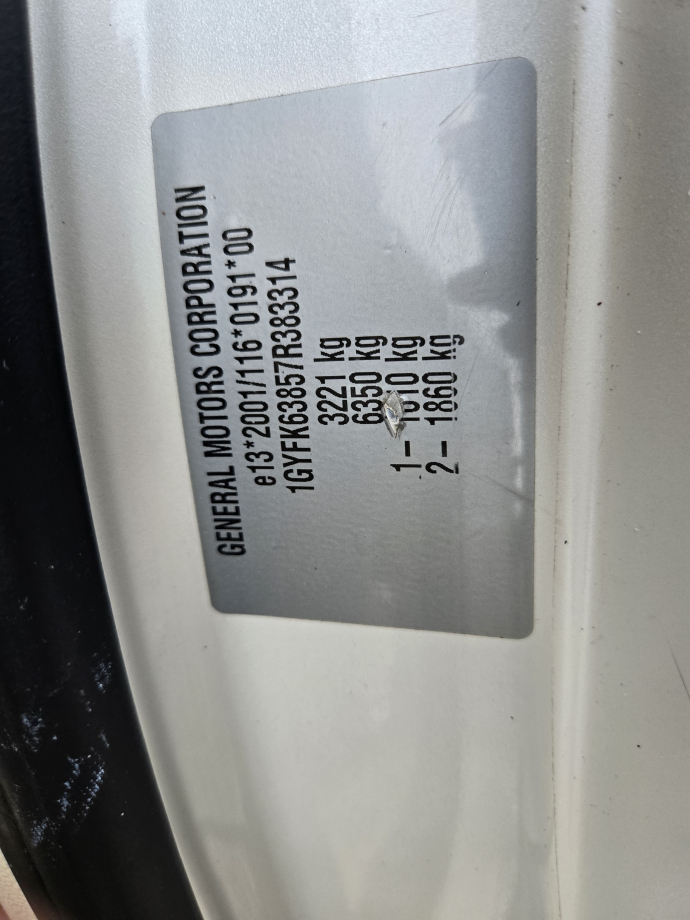 GENERAL MOTORS CORPORATION
e13*2001/116*0191*00
1GYFK63857R383314
3221 kg
6350 kg
1– kg
2– 1860 kg